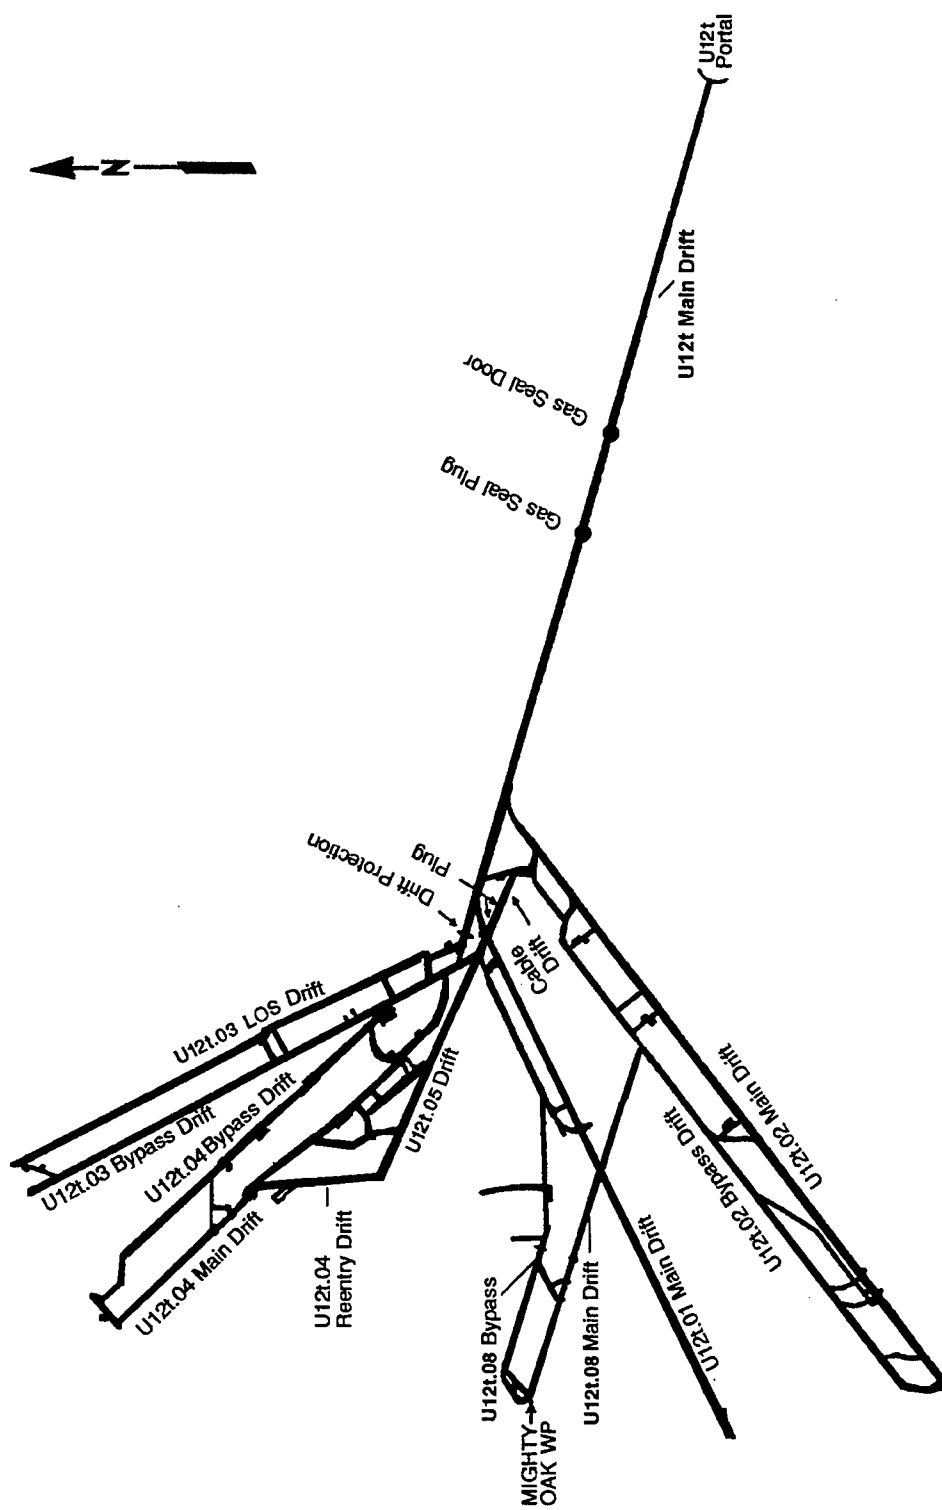 U12t
Portal
N
U12t Main Drift
Gas Seal Door
Gas Seal Plug
Drift Protection
Plug
Cable
Drift
U12t.03 LOS Drift
U12t.03 Bypass Drift
U12t.04 Bypass Drift
U12t.04 Main Drift
U12t.04
Reentry Drift
U12t.05 Drift
U12t.08 Bypass
U12t.08 Main Drift
MIGHTY
OAK WP
U12t.01 Main Drift
U12t.02 Bypass Drift
U12t.02 Main Drift